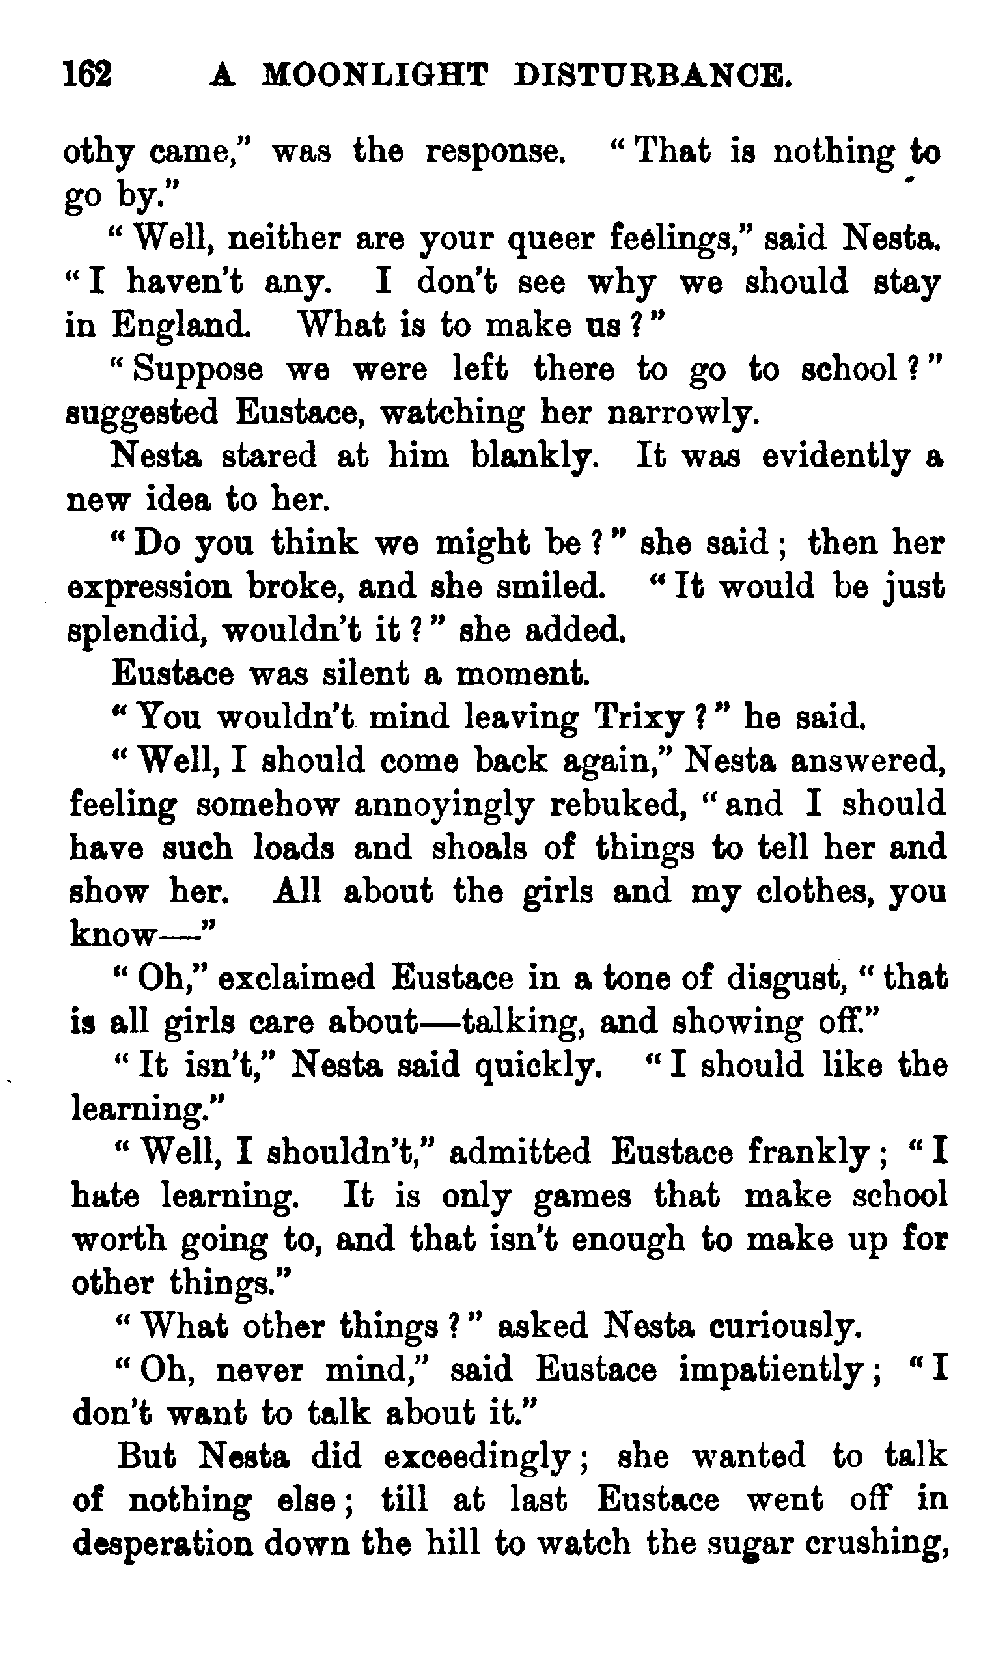 162 A MOONLIGHT DISTURBANCE.
othy came," was the response. "That is nothing to
go by."
"Well, neither are your queer feelings," said Nesta.
"I haven't any. I don't see why we should stay
in England. What is to make us?"
"Suppose we were left there to go to school?"
suggested Eustace, watching her narrowly.
Nesta stared at him blankly. It was evidently a
new idea to her.
"Do you think we might be?" she said; then her
expression broke, and she smiled. "It would be just
splendid, wouldn't it?" she added.
Eustace was silent a moment.
"You wouldn't mind leaving Trixy?" he said.
"Well, I should come back again," Nesta answered,
feeling somehow annoyingly rebuked, "and I should
have such loads and shoals of things to tell her and
show her. All about the girls and my clothes, you
know—"
"Oh," exclaimed Eustace in a tone of disgust, "that
is all girls care about—talking, and showing off."
"It isn't," Nesta said quickly. "I should like the
learning."
"Well, I shouldn't," admitted Eustace frankly; "I
hate learning. It is only games that make school
worth going to, and that isn't enough to make up for
other things."
"What other things?" asked Nesta curiously.
"Oh, never mind," said Eustace impatiently; "I
don't want to talk about it."
But Nesta did exceedingly; she wanted to talk
of nothing else; till at last Eustace went off in
desperation down the hill to watch the sugar crushing,